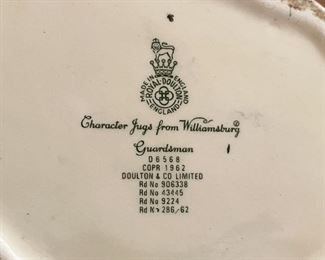 MADE IN ENGLAND
ROYAL·DOULTON
ENGLAND
Character Jugs from Williamsburg®
Guardsman
D6568
COPR 1962
DOULTON & CO LIMITED
Rd No 906338
Rd No 43445
Rd No 9224
Rd No 286/62